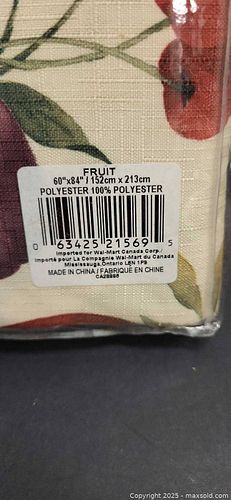 FRUIT
60"x84" / 152cm x 213cm
POLYESTER 100% POLYESTER
0 63425 21569 5
Imported for Wal-Mart Canada Corp./
Importé pour La Compagnie Wal-Mart du Canada
Mississauga,Ontario L5N 1P9
MADE IN CHINA / FABRIQUÉ EN CHINE
Copyright 2025 - maxsold.com